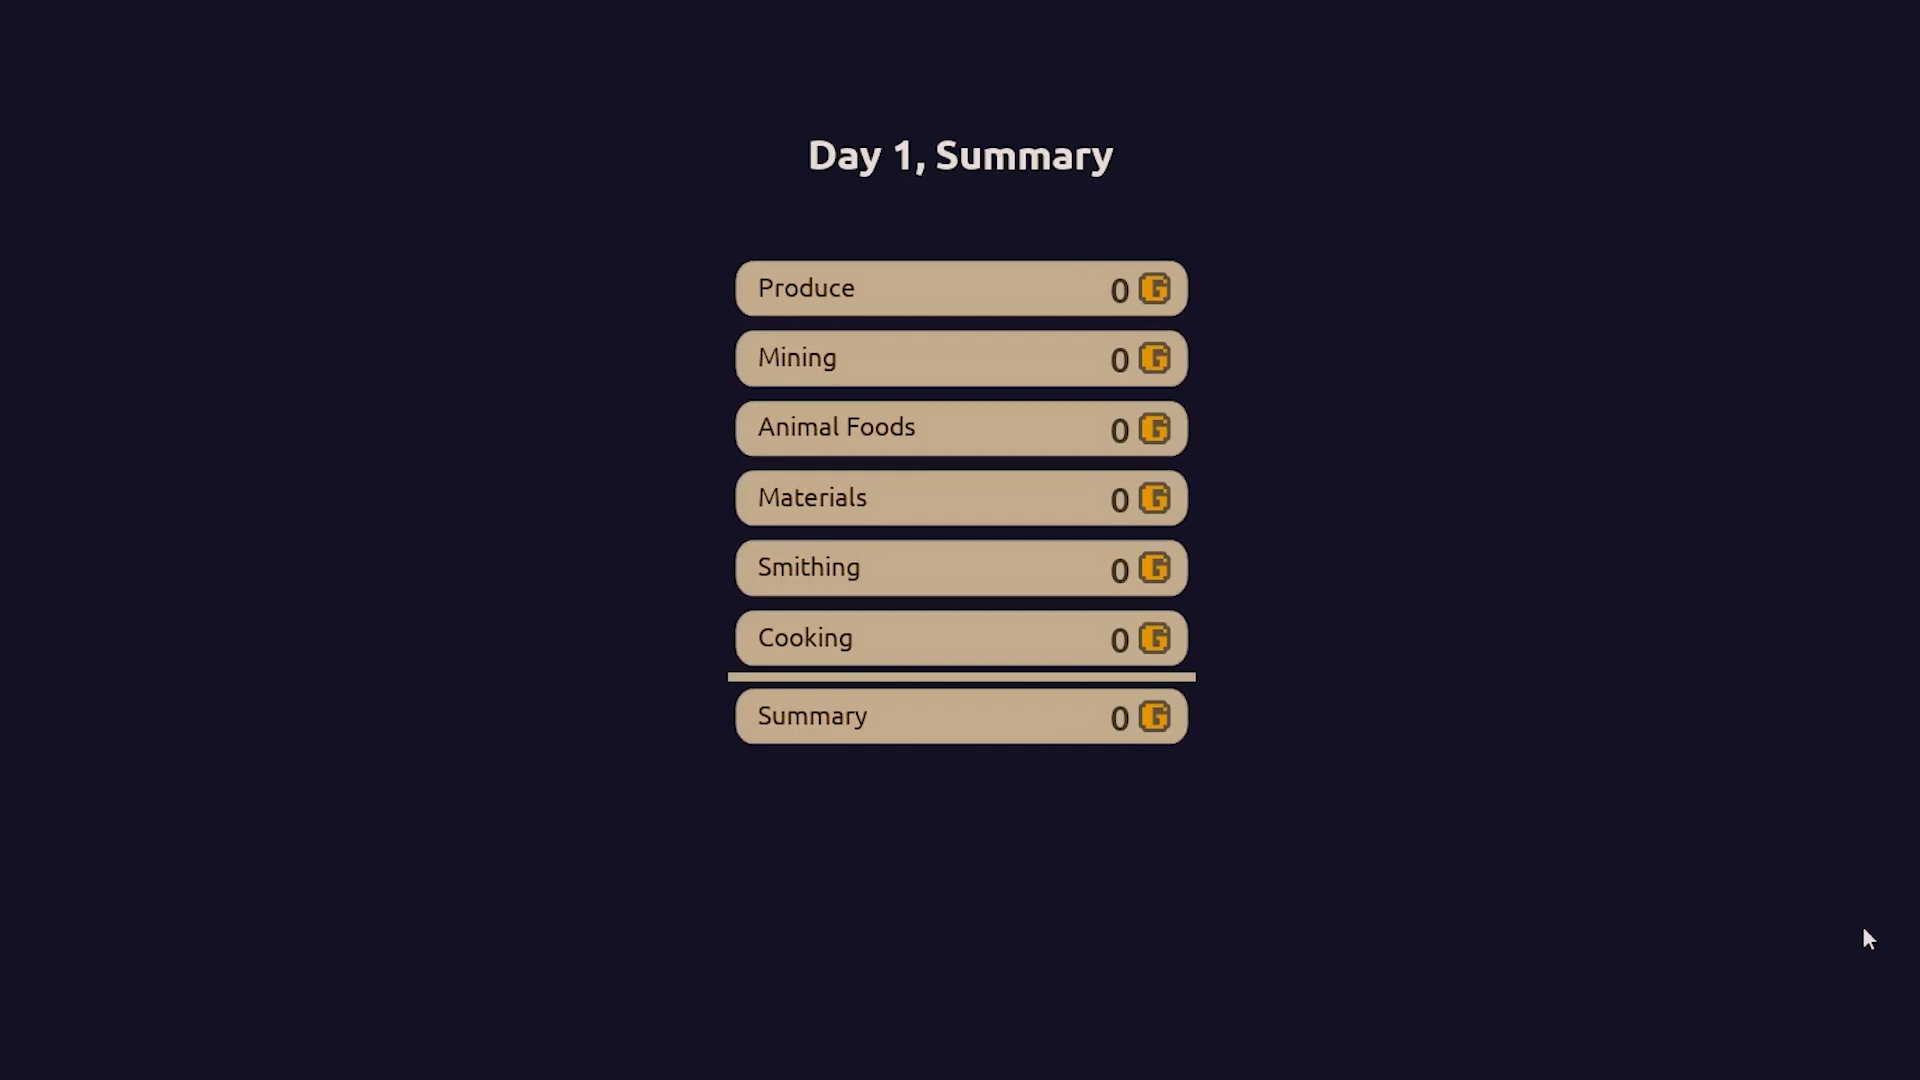 Day 1, Summary
Produce 0 G
Mining 0 G
Animal Foods 0 G
Materials 0 G
Smithing 0 G
Cooking 0 G
Summary 0 G